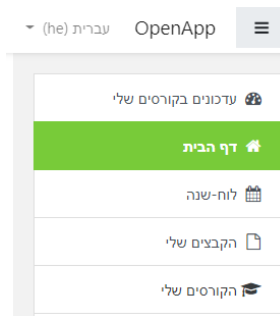 OpenApp עברית ‎(he)‎
עדכונים בקורסים שלי
דף הבית
לוח-שנה
הקבצים שלי
הקורסים שלי